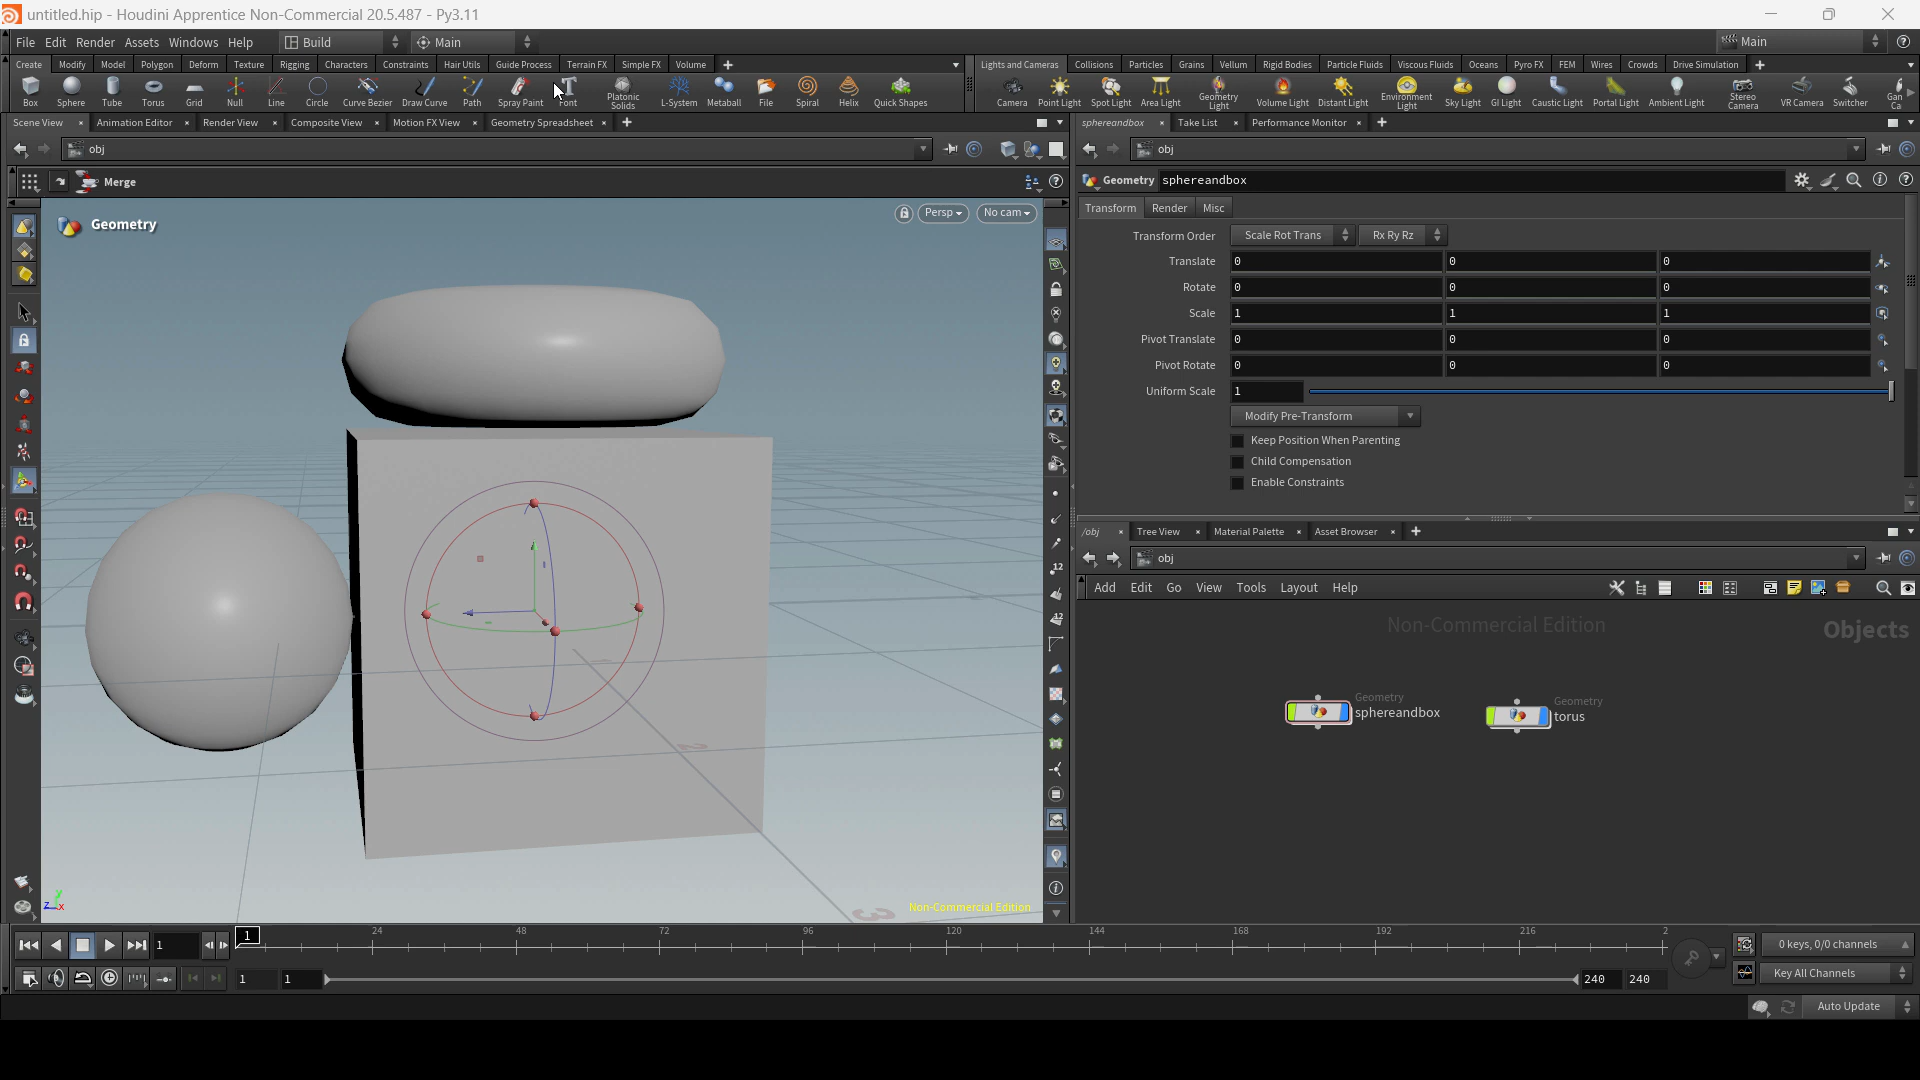 untitled.hip - Houdini Apprentice Non-Commercial 20.5.487 - Py3.11
File Edit Render Assets Windows Help Build Main Main
Create Modify Model Polygon Deform Texture Rigging Characters Constraints Hair Utils Guide Process Terrain FX Simple FX Volume
Lights and Cameras Collisions Particles Grains Vellum Rigid Bodies Particle Fluids Viscous Fluids Oceans Pyro FX FEM Wires Crowds Drive Simulation
Box Sphere Tube Torus Grid Null Line Circle Curve Bezier Draw Curve Path Spray Paint Font Platonic Solids L-System Metaball File Spiral Helix Quick Shapes
Camera Point Light Spot Light Area Light Geometry Light Volume Light Distant Light Environment Light Sky Light GI Light Caustic Light Portal Light Ambient Light Stereo Camera VR Camera Switcher Gan Ca
Scene View Animation Editor Render View Composite View Motion FX View Geometry Spreadsheet
sphereandbox Take List Performance Monitor
obj
obj
Merge
Geometry sphereandbox
Geometry
Persp No cam
Transform Render Misc
Transform Order Scale Rot Trans Rx Ry Rz
Translate 0 0 0
Rotate 0 0 0
Scale 1 1 1
Pivot Translate 0 0 0
Pivot Rotate 0 0 0
Uniform Scale 1
Modify Pre-Transform
Keep Position When Parenting
Child Compensation
Enable Constraints
/obj Tree View Material Palette Asset Browser
obj
Add Edit Go View Tools Layout Help
Non-Commercial Edition
Objects
Geometry
sphereandbox
Geometry
torus
2
3
z y x
Non-Commercial Edition
1 1 24 48 72 96 120 144 168 192 216 2
0 keys, 0/0 channels
1 1 240 240
Key All Channels
Auto Update